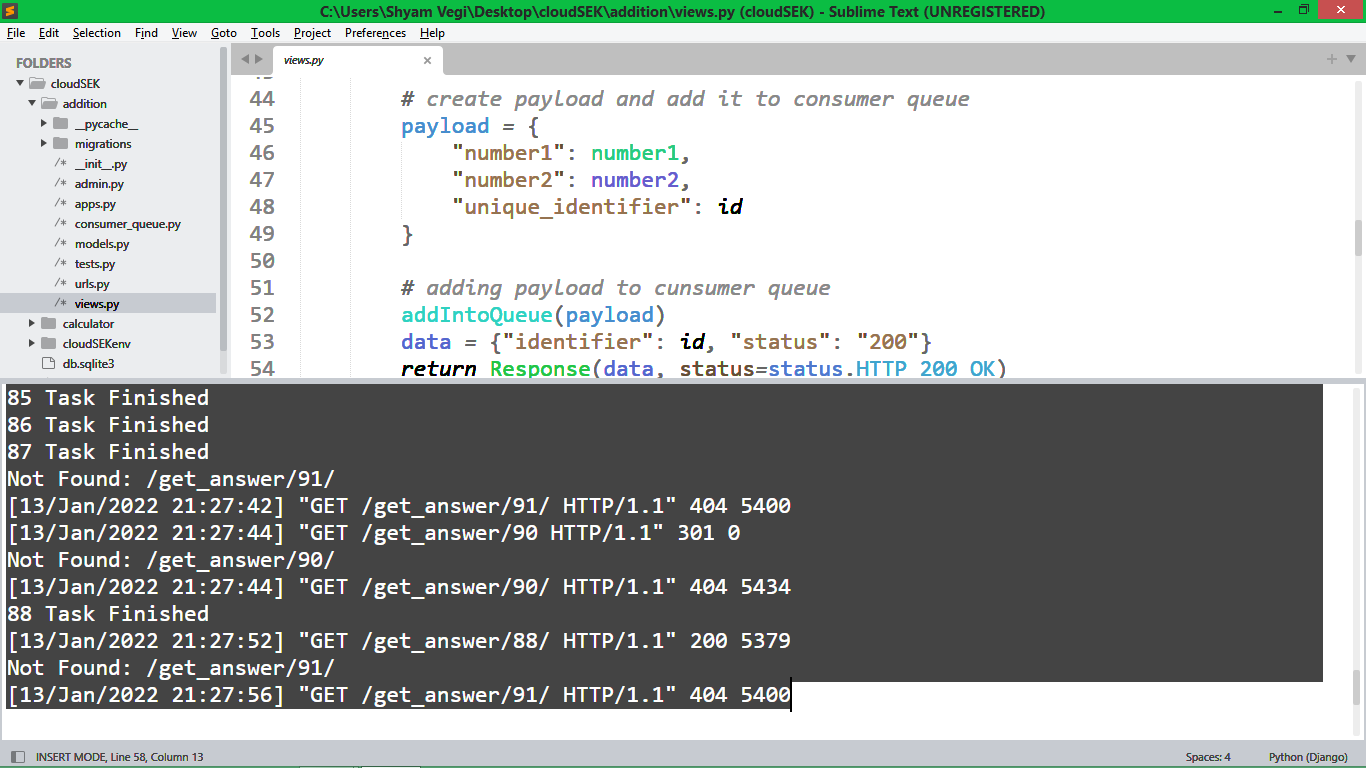 C:\Users\Shyam Vegi\Desktop\cloudSEK\addition\views.py (cloudSEK) - Sublime Text (UNREGISTERED)
File Edit Selection Find View Goto Tools Project Preferences Help
FOLDERS
cloudSEK
addition
__pycache__
migrations
/* __init__.py
/* admin.py
/* apps.py
/* consumer_queue.py
/* models.py
/* tests.py
/* urls.py
/* views.py
calculator
cloudSEKenv
db.sqlite3
views.py ×
44 # create payload and add it to consumer queue
45 payload = {
46 "number1": number1,
47 "number2": number2,
48 "unique_identifier": id
49 }
50
51 # adding payload to cunsumer queue
52 addIntoQueue(payload)
53 data = {"identifier": id, "status": "200"}
54 return Response(data, status=status.HTTP_200_OK)
85 Task Finished
86 Task Finished
87 Task Finished
Not Found: /get_answer/91/
[13/Jan/2022 21:27:42] "GET /get_answer/91/ HTTP/1.1" 404 5400
[13/Jan/2022 21:27:44] "GET /get_answer/90 HTTP/1.1" 301 0
Not Found: /get_answer/90/
[13/Jan/2022 21:27:44] "GET /get_answer/90/ HTTP/1.1" 404 5434
88 Task Finished
[13/Jan/2022 21:27:52] "GET /get_answer/88/ HTTP/1.1" 200 5379
Not Found: /get_answer/91/
[13/Jan/2022 21:27:56] "GET /get_answer/91/ HTTP/1.1" 404 5400
INSERT MODE, Line 58, Column 13 Spaces: 4 Python (Django)